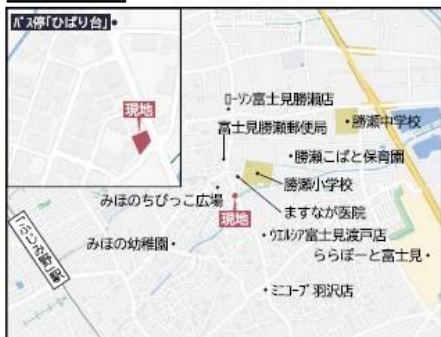 バス停「ひばり台」
現地
ローソン富士見勝瀬店
富士見勝瀬郵便局
勝瀬中学校
勝瀬こばと保育園
勝瀬小学校
みほのちびっこ広場
現地
ますなが医院
みほの幼稚園
ウエルシア富士見渡戸店
ららぽーと富士見
「ふじみ野」駅
ミニコープ羽沢店